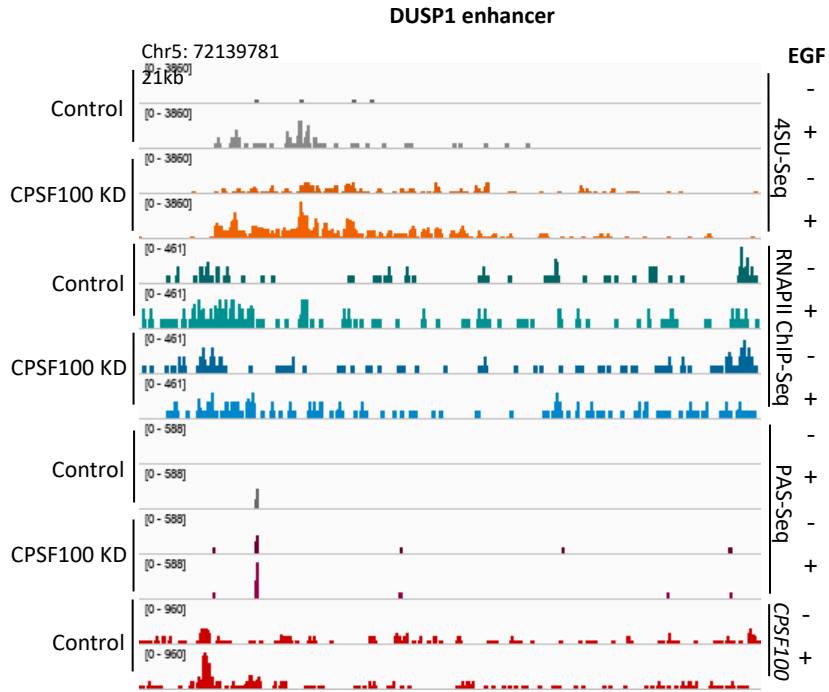 DUSP1 enhancer
Chr5: 72139781
21kb
EGF
[0 - 3860]
-
Control
[0 - 3860]
+
4SU-Seq
[0 - 3860]
-
CPSF100 KD
[0 - 3860]
+
[0 - 461]
-
Control
[0 - 461]
+
RNAPII ChIP-Seq
[0 - 461]
-
CPSF100 KD
[0 - 461]
+
[0 - 588]
-
Control
[0 - 588]
+
PAS-Seq
[0 - 588]
-
CPSF100 KD
[0 - 588]
+
[0 - 960]
-
Control
[0 - 960]
+
CPSF100